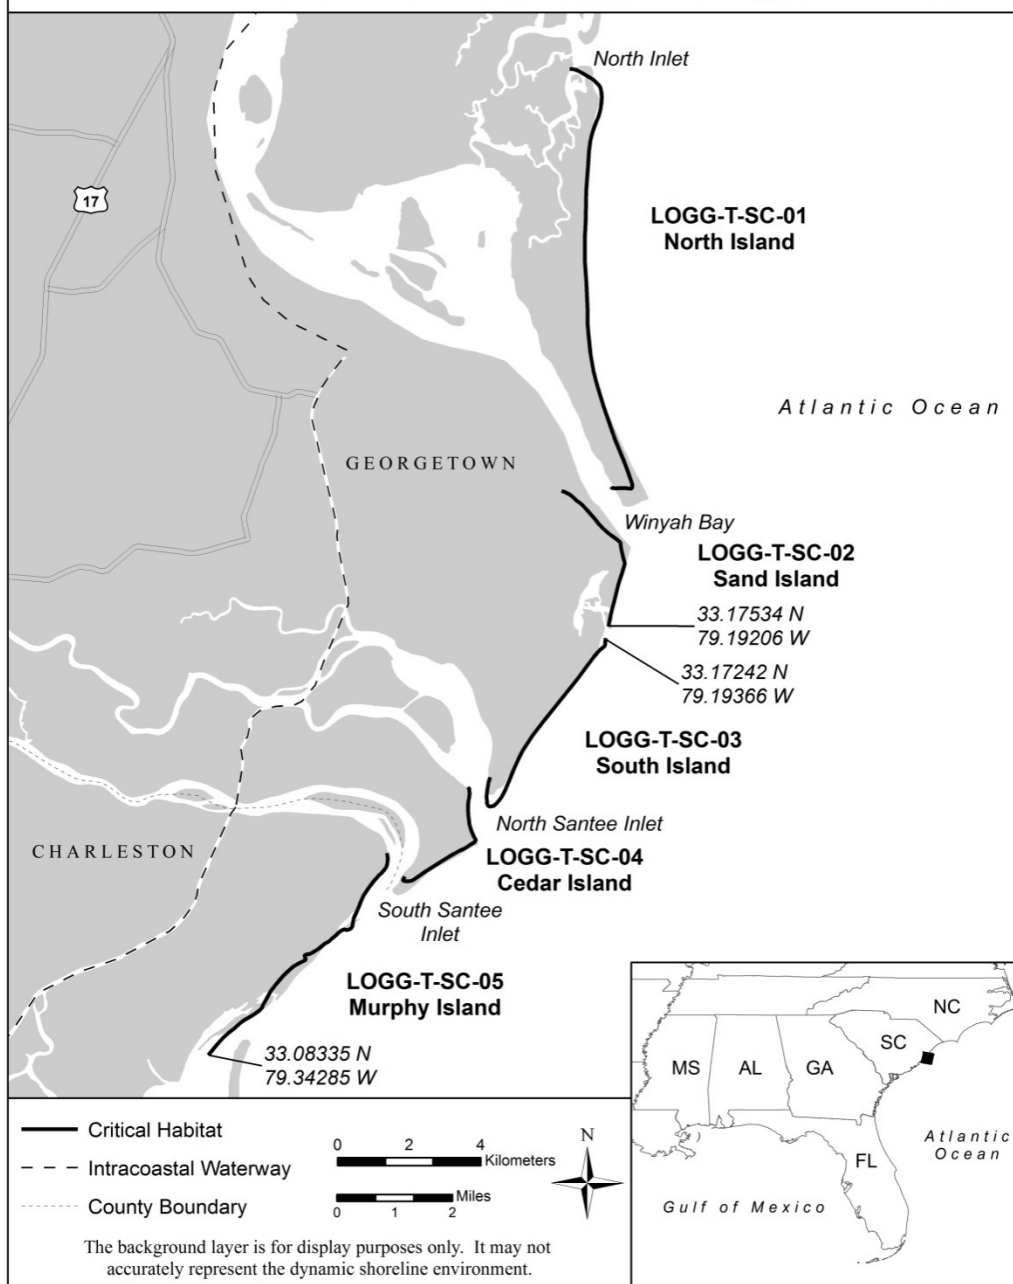 North Inlet
17
LOGG-T-SC-01
North Island
Atlantic Ocean
GEORGETOWN
Winyah Bay
LOGG-T-SC-02
Sand Island
33.17534 N
79.19206 W
33.17242 N
79.19366 W
LOGG-T-SC-03
South Island
North Santee Inlet
CHARLESTON
LOGG-T-SC-04
Cedar Island
South Santee
Inlet
LOGG-T-SC-05
Murphy Island
33.08335 N
79.34285 W
NC
SC
MS
AL
GA
Atlantic
Ocean
FL
Gulf of Mexico
Critical Habitat
Intracoastal Waterway
County Boundary
0 2 4
Kilometers
Miles
0 1 2
N
The background layer is for display purposes only. It may not
accurately represent the dynamic shoreline environment.